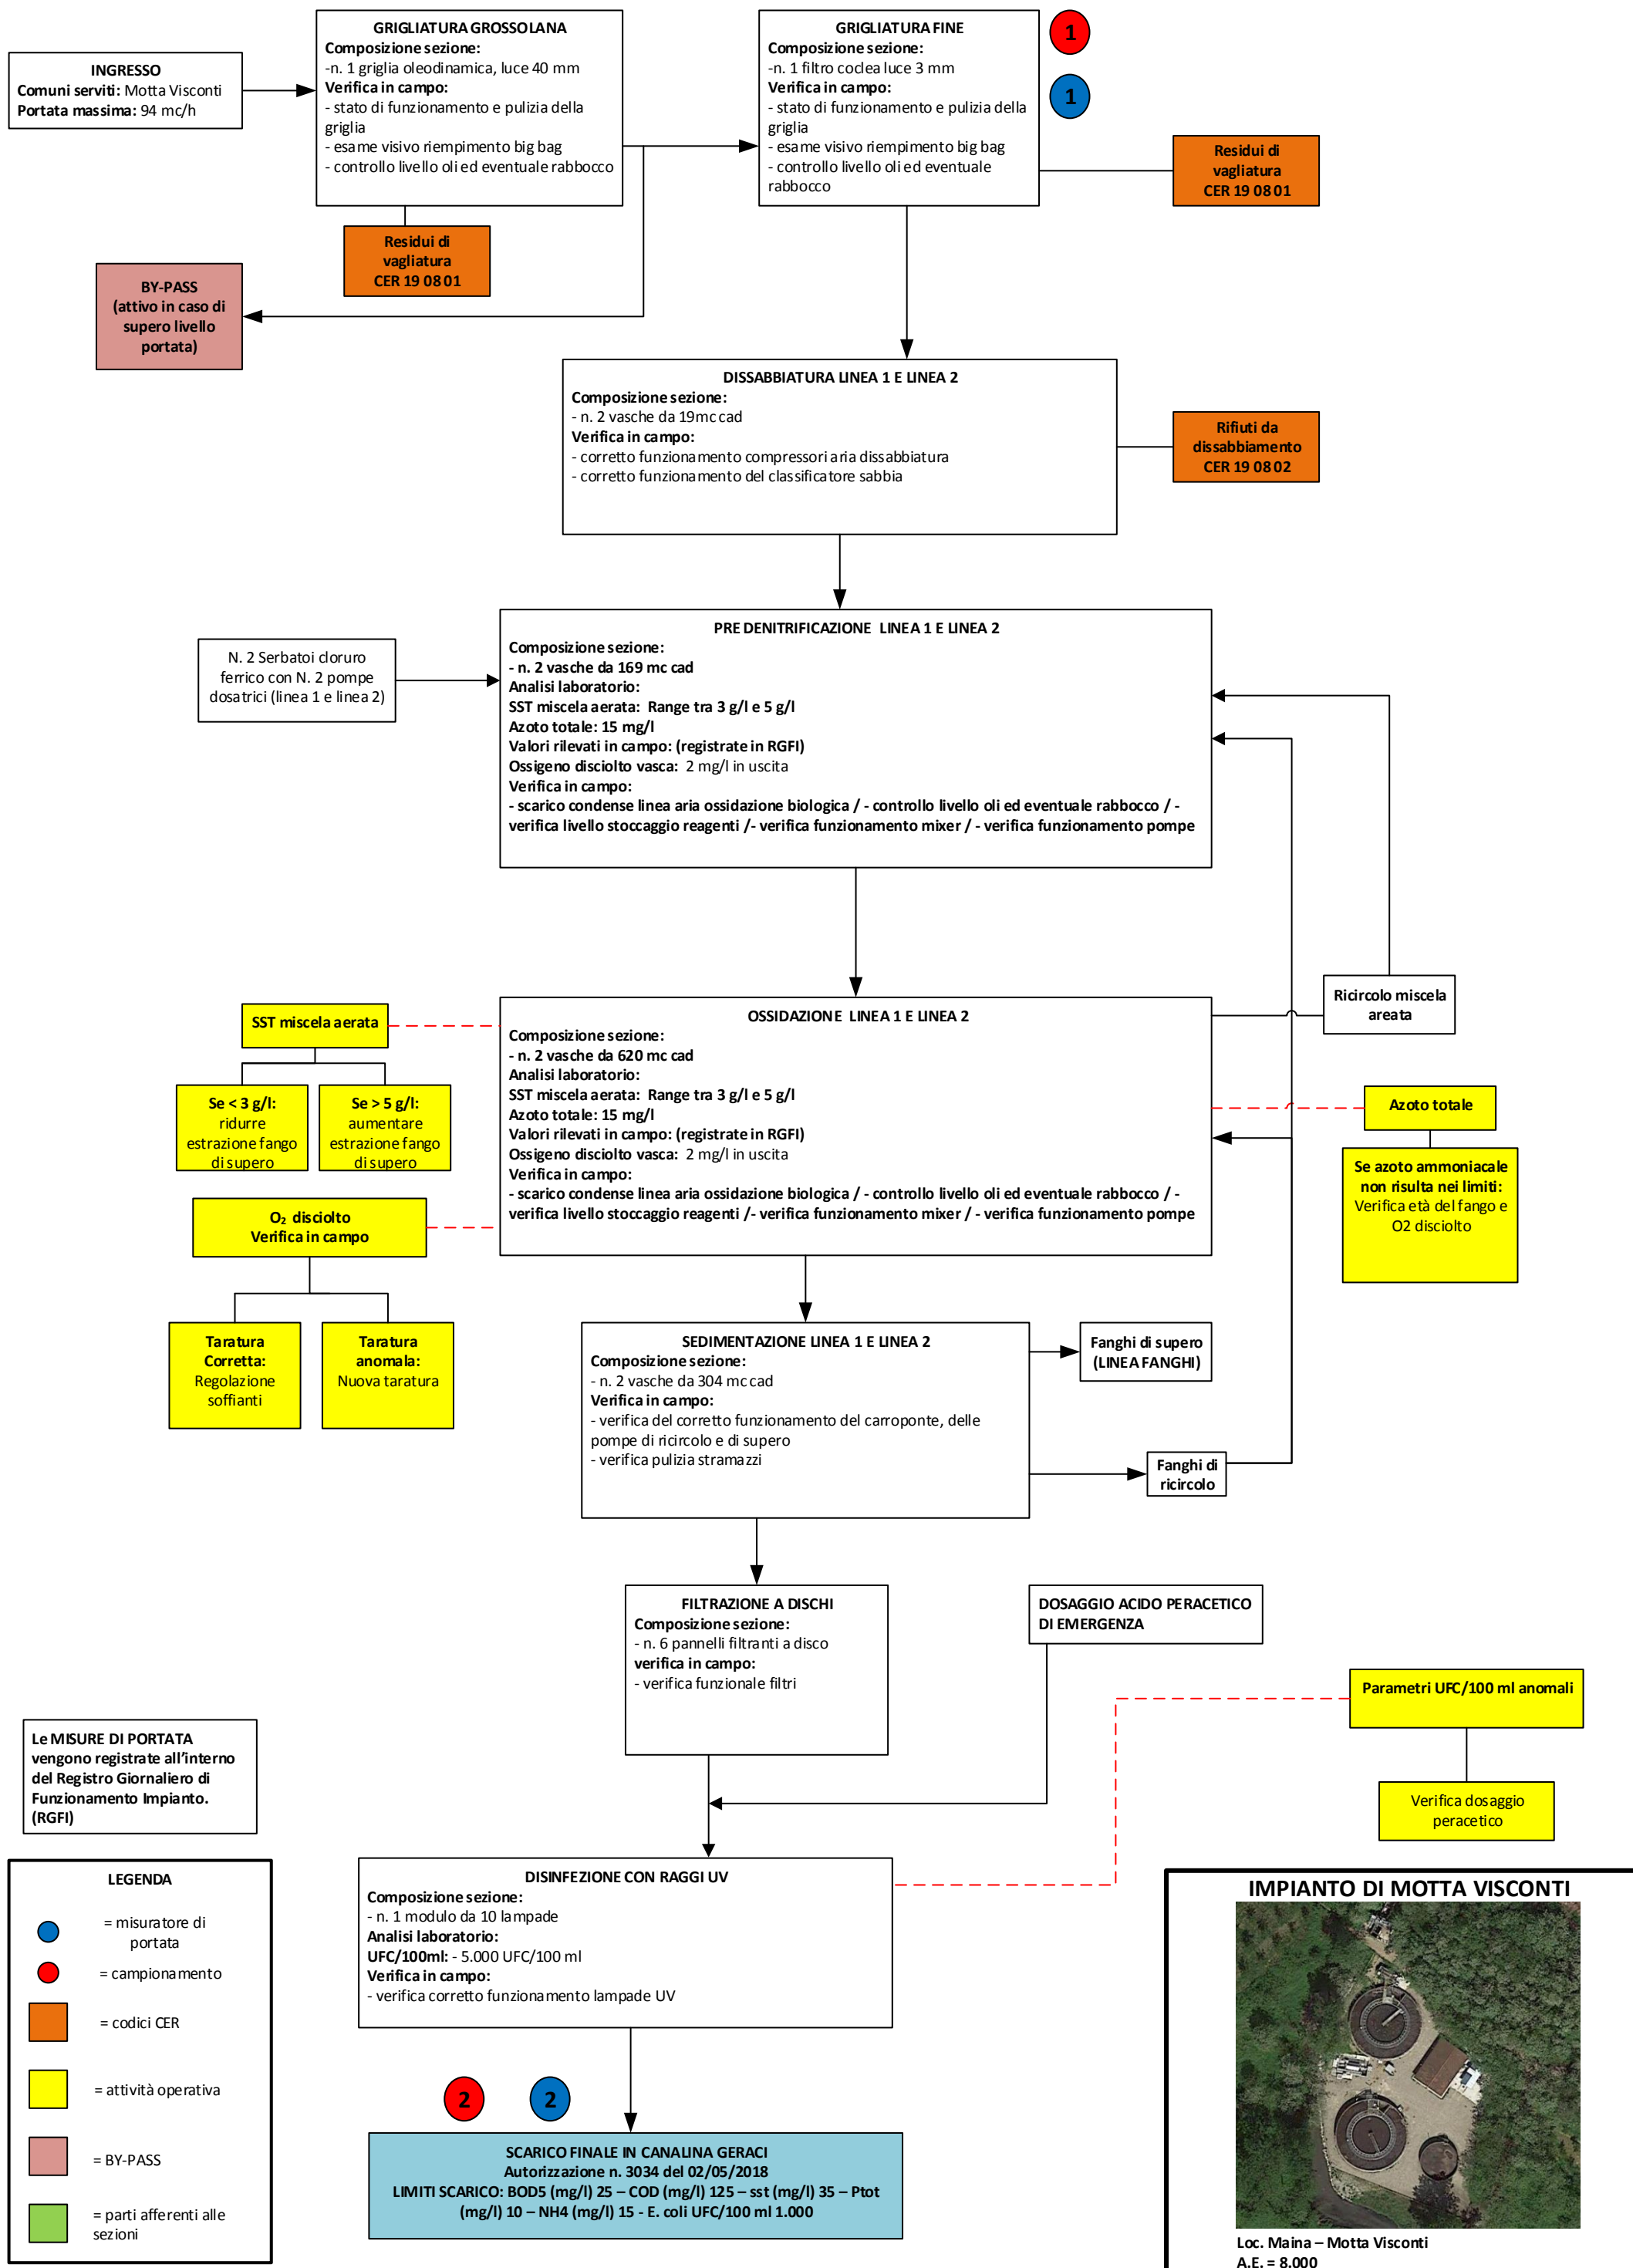 INGRESSO
Comuni serviti: Motta Visconti
Portata massima: 94 mc/h
GRIGLIATURA GROSSOLANA
Composizione sezione:
-n. 1 griglia oleodinamica, luce 40 mm
Verifica in campo:
- stato di funzionamento e pulizia della
griglia
- esame visivo riempimento big bag
- controllo livello oli ed eventuale rabbocco
GRIGLIATURA FINE
Composizione sezione:
-n. 1 filtro coclea luce 3 mm
Verifica in campo:
- stato di funzionamento e pulizia della
griglia
- esame visivo riempimento big bag
- controllo livello oli ed eventuale
rabbocco
1
1
Residui di
vagliatura
CER 19 08 01
Residui di
vagliatura
CER 19 08 01
BY-PASS
(attivo in caso di
supero livello
portata)
DISSABBIATURA LINEA 1 E LINEA 2
Composizione sezione:
- n. 2 vasche da 19mc cad
Verifica in campo:
- corretto funzionamento compressori aria dissabbiatura
- corretto funzionamento del classificatore sabbia
Rifiuti da
dissabbiamento
CER 19 08 02
N. 2 Serbatoi cloruro
ferrico con N. 2 pompe
dosatrici (linea 1 e linea 2)
PRE DENITRIFICAZIONE LINEA 1 E LINEA 2
Composizione sezione:
- n. 2 vasche da 169 mc cad
Analisi laboratorio:
SST miscela aerata: Range tra 3 g/l e 5 g/l
Azoto totale: 15 mg/l
Valori rilevati in campo: (registrate in RGFI)
Ossigeno disciolto vasca: 2 mg/l in uscita
Verifica in campo:
- scarico condense linea aria ossidazione biologica / - controllo livello oli ed eventuale rabbocco / -
verifica livello stoccaggio reagenti /- verifica funzionamento mixer / - verifica funzionamento pompe
Ricircolo miscela
areata
OSSIDAZIONE LINEA 1 E LINEA 2
Composizione sezione:
- n. 2 vasche da 620 mc cad
Analisi laboratorio:
SST miscela aerata: Range tra 3 g/l e 5 g/l
Azoto totale: 15 mg/l
Valori rilevati in campo: (registrate in RGFI)
Ossigeno disciolto vasca: 2 mg/l in uscita
Verifica in campo:
- scarico condense linea aria ossidazione biologica / - controllo livello oli ed eventuale rabbocco / -
verifica livello stoccaggio reagenti /- verifica funzionamento mixer / - verifica funzionamento pompe
SST miscela aerata
Se < 3 g/l:
ridurre
estrazione fango
di supero
Se > 5 g/l:
aumentare
estrazione fango
di supero
O₂ disciolto
Verifica in campo
Taratura
Corretta:
Regolazione
soffianti
Taratura
anomala:
Nuova taratura
Azoto totale
Se azoto ammoniacale
non risulta nei limiti:
Verifica età del fango e
O2 disciolto
SEDIMENTAZIONE LINEA 1 E LINEA 2
Composizione sezione:
- n. 2 vasche da 304 mc cad
Verifica in campo:
- verifica del corretto funzionamento del carroponte, delle
pompe di ricircolo e di supero
- verifica pulizia stramazzi
Fanghi di supero
(LINEA FANGHI)
Fanghi di
ricircolo
FILTRAZIONE A DISCHI
Composizione sezione:
- n. 6 pannelli filtranti a disco
verifica in campo:
- verifica funzionale filtri
DOSAGGIO ACIDO PERACETICO
DI EMERGENZA
Parametri UFC/100 ml anomali
Verifica dosaggio
peracetico
Le MISURE DI PORTATA
vengono registrate all'interno
del Registro Giornaliero di
Funzionamento Impianto.
(RGFI)
DISINFEZIONE CON RAGGI UV
Composizione sezione:
- n. 1 modulo da 10 lampade
Analisi laboratorio:
UFC/100ml: - 5.000 UFC/100 ml
Verifica in campo:
- verifica corretto funzionamento lampade UV
2
2
SCARICO FINALE IN CANALINA GERACI
Autorizzazione n. 3034 del 02/05/2018
LIMITI SCARICO: BOD5 (mg/l) 25 – COD (mg/l) 125 – sst (mg/l) 35 – Ptot
(mg/l) 10 – NH4 (mg/l) 15 - E. coli UFC/100 ml 1.000
LEGENDA
= misuratore di
portata
= campionamento
= codici CER
= attività operativa
= BY-PASS
= parti afferenti alle
sezioni
IMPIANTO DI MOTTA VISCONTI
Loc. Maina – Motta Visconti
A.E. = 8.000